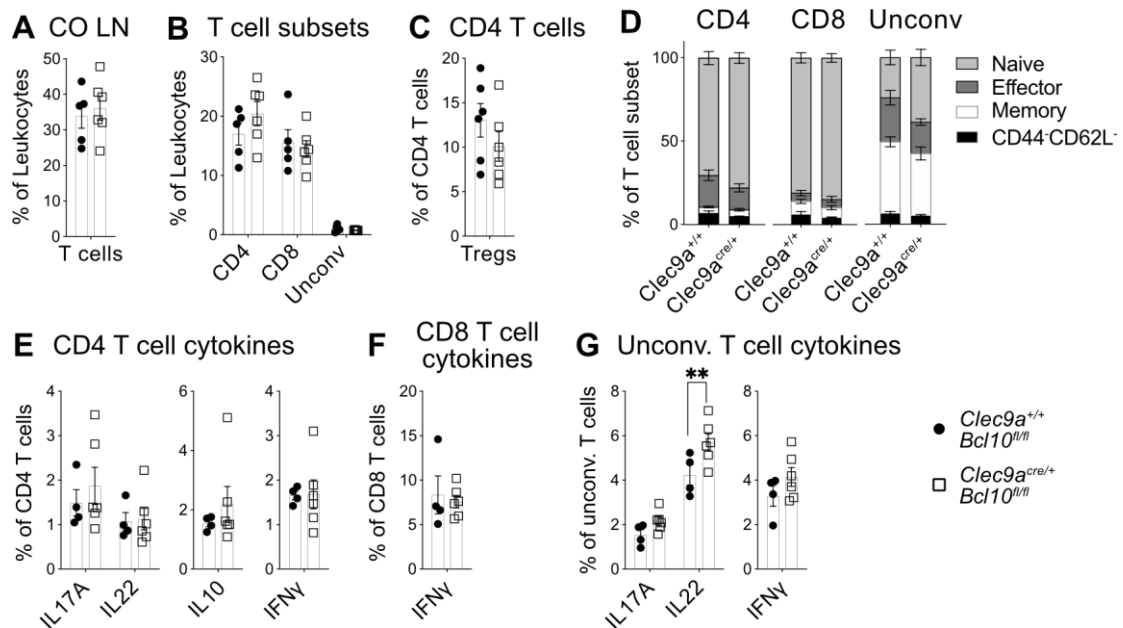 A CO LN
% of Leukocytes
50
40
30
20
10
0
T cells
B T cell subsets
% of Leukocytes
30
20
10
0
CD4
CD8
Unconv
C CD4 T cells
% of CD4 T cells
20
15
10
5
0
Tregs
D
CD4 CD8 Unconv
% of T cell subset
100
50
0
Clec9a+/+
Clec9acre/+
Clec9a+/+
Clec9acre/+
Clec9a+/+
Clec9acre/+
Naive
Effector
Memory
CD44-CD62L-
E CD4 T cell cytokines
% of CD4 T cells
4
3
2
1
0
IL17A
IL22
6
4
2
0
IL10
4
3
2
1
0
IFNγ
F CD8 T cell
cytokines
% of CD8 T cells
20
15
10
5
0
IFNγ
G Unconv. T cell cytokines
% of unconv. T cells
8
6
4
2
0
**
IL17A
IL22
8
6
4
2
0
IFNγ
Clec9a+/+
Bcl10fl/fl
Clec9acre/+
Bcl10fl/fl